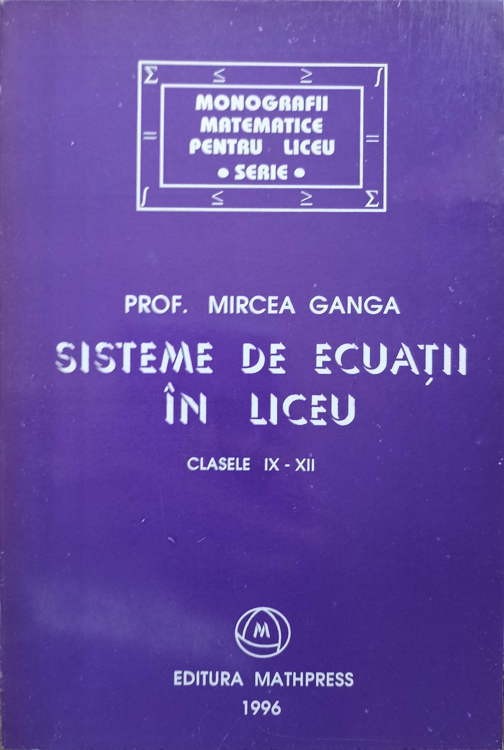 Σ ≤ ≥ ∫
MONOGRAFII
MATEMATICE
= PENTRU LICEU =
• SERIE •
∫ ≤ ≥ Σ
PROF. MIRCEA GANGA
SISTEME DE ECUAȚII
ÎN LICEU
CLASELE IX - XII
M
EDITURA MATHPRESS
1996